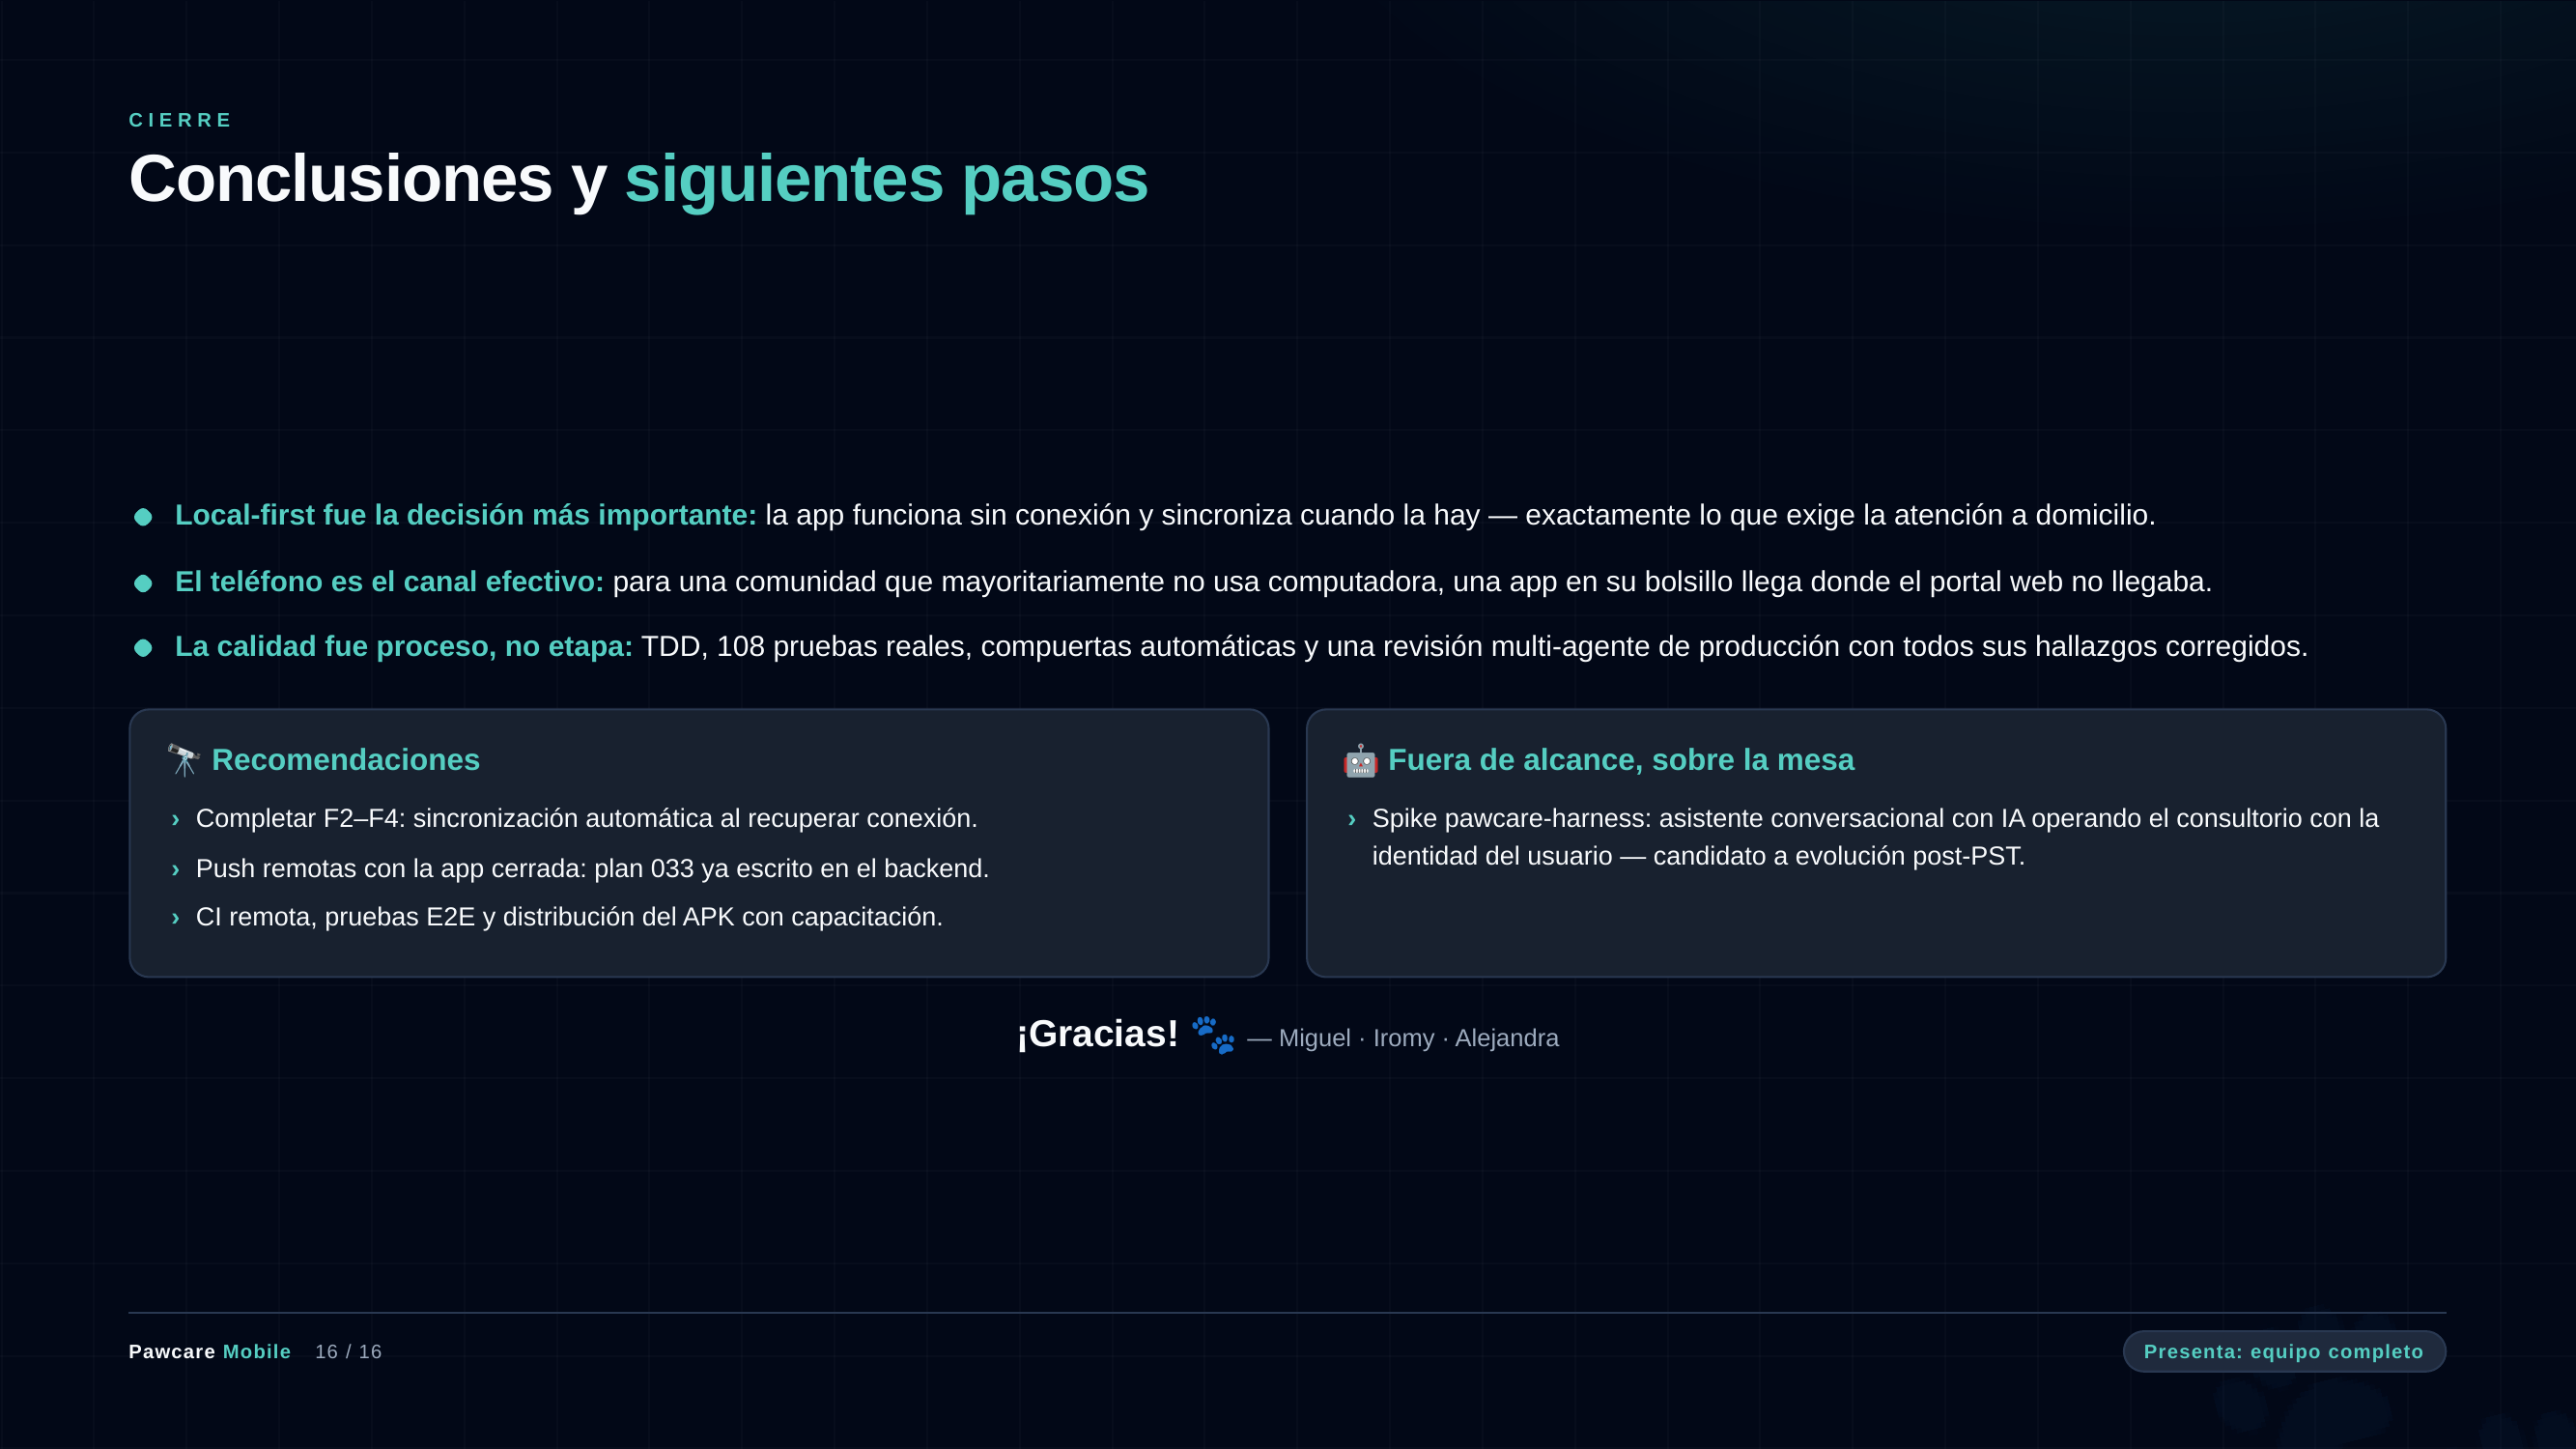 CIERRE
Conclusiones y siguientes pasos
Local-first fue la decisión más importante: la app funciona sin conexión y sincroniza cuando la hay — exactamente lo que exige la atención a domicilio.
El teléfono es el canal efectivo: para una comunidad que mayoritariamente no usa computadora, una app en su bolsillo llega donde el portal web no llegaba.
La calidad fue proceso, no etapa: TDD, 108 pruebas reales, compuertas automáticas y una revisión multi-agente de producción con todos sus hallazgos corregidos.
🔭 Recomendaciones
› Completar F2–F4: sincronización automática al recuperar conexión.
› Push remotas con la app cerrada: plan 033 ya escrito en el backend.
› CI remota, pruebas E2E y distribución del APK con capacitación.
🤖 Fuera de alcance, sobre la mesa
› Spike pawcare-harness: asistente conversacional con IA operando el consultorio con la
identidad del usuario — candidato a evolución post-PST.
¡Gracias! 🐾 — Miguel · Iromy · Alejandra
Pawcare Mobile 16 / 16
Presenta: equipo completo